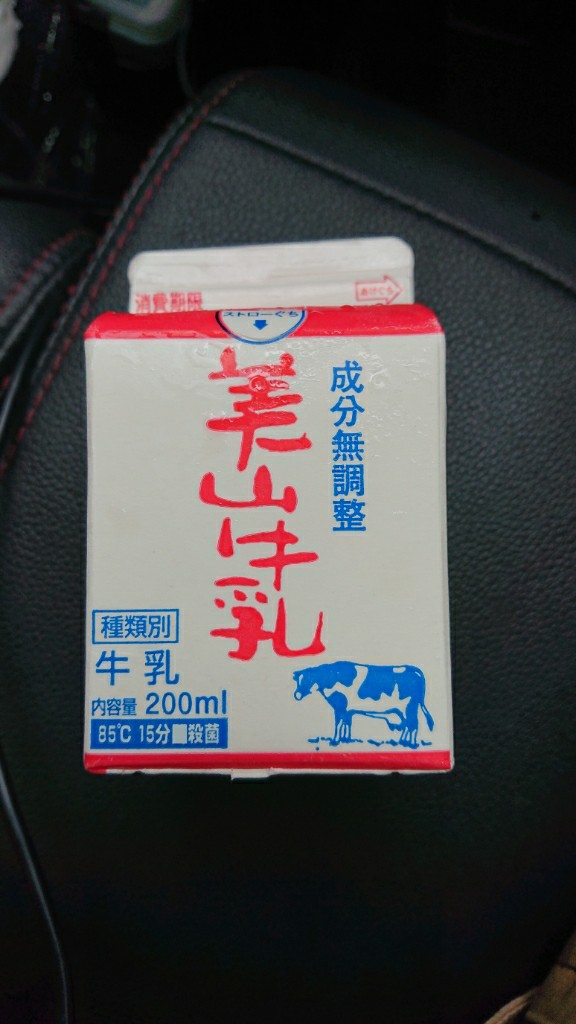 消費期限
あけぐち
ストローぐち
成分無調整
美山牛乳
種類別
牛乳
内容量 200ml
85℃ 15分 殺菌